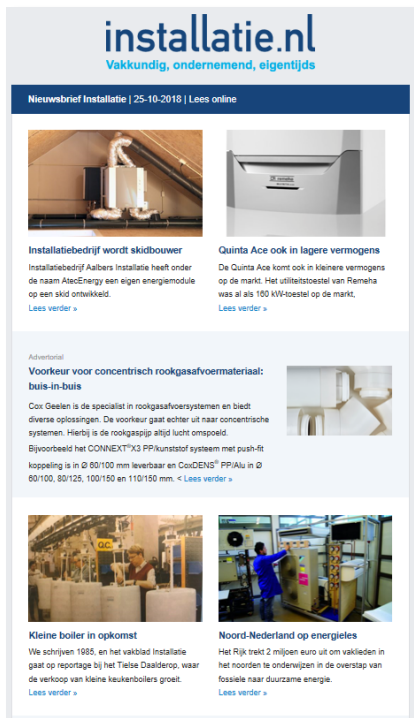 installatie.nl
Vakkundig, ondernemend, eigentijds
Nieuwsbrief Installatie | 25-10-2018 | Lees online
Installatiebedrijf wordt skidbouwer
Installatiebedrijf Aalbers Installatie heeft onder
de naam AtecEnergy een eigen energiemodule
op een skid ontwikkeld.
Lees verder »
remeha
Quinta Ace ook in lagere vermogens
De Quinta Ace komt ook in kleinere vermogens
op de markt. Het utiliteitstoestel van Remeha
was al als 160 kW-toestel op de markt,
Lees verder »
Advertorial
Voorkeur voor concentrisch rookgasafvoermateriaal:
buis-in-buis
Cox Geelen is de specialist in rookgasafvoersystemen en biedt
diverse oplossingen. De voorkeur gaat echter uit naar concentrische
systemen. Hierbij is de rookgaspijp altijd lucht omspoeld.
Bijvoorbeeld het CONNEXT®X3 PP/kunststof systeem met push-fit
koppeling is in Ø 60/100 mm leverbaar en CoxDENS® PP/Alu in Ø
60/100, 80/125, 100/150 en 110/150 mm. < Lees verder »
G.C.
Kleine boiler in opkomst
We schrijven 1985, en het vakblad Installatie
gaat op reportage bij het Tielse Daalderop, waar
de verkoop van kleine keukenboilers groeit.
Lees verder »
Noord-Nederland op energieles
Het Rijk trekt 2 miljoen euro uit om vaklieden in
het noorden te onderwijzen in de overstap van
fossiele naar duurzame energie.
Lees verder »